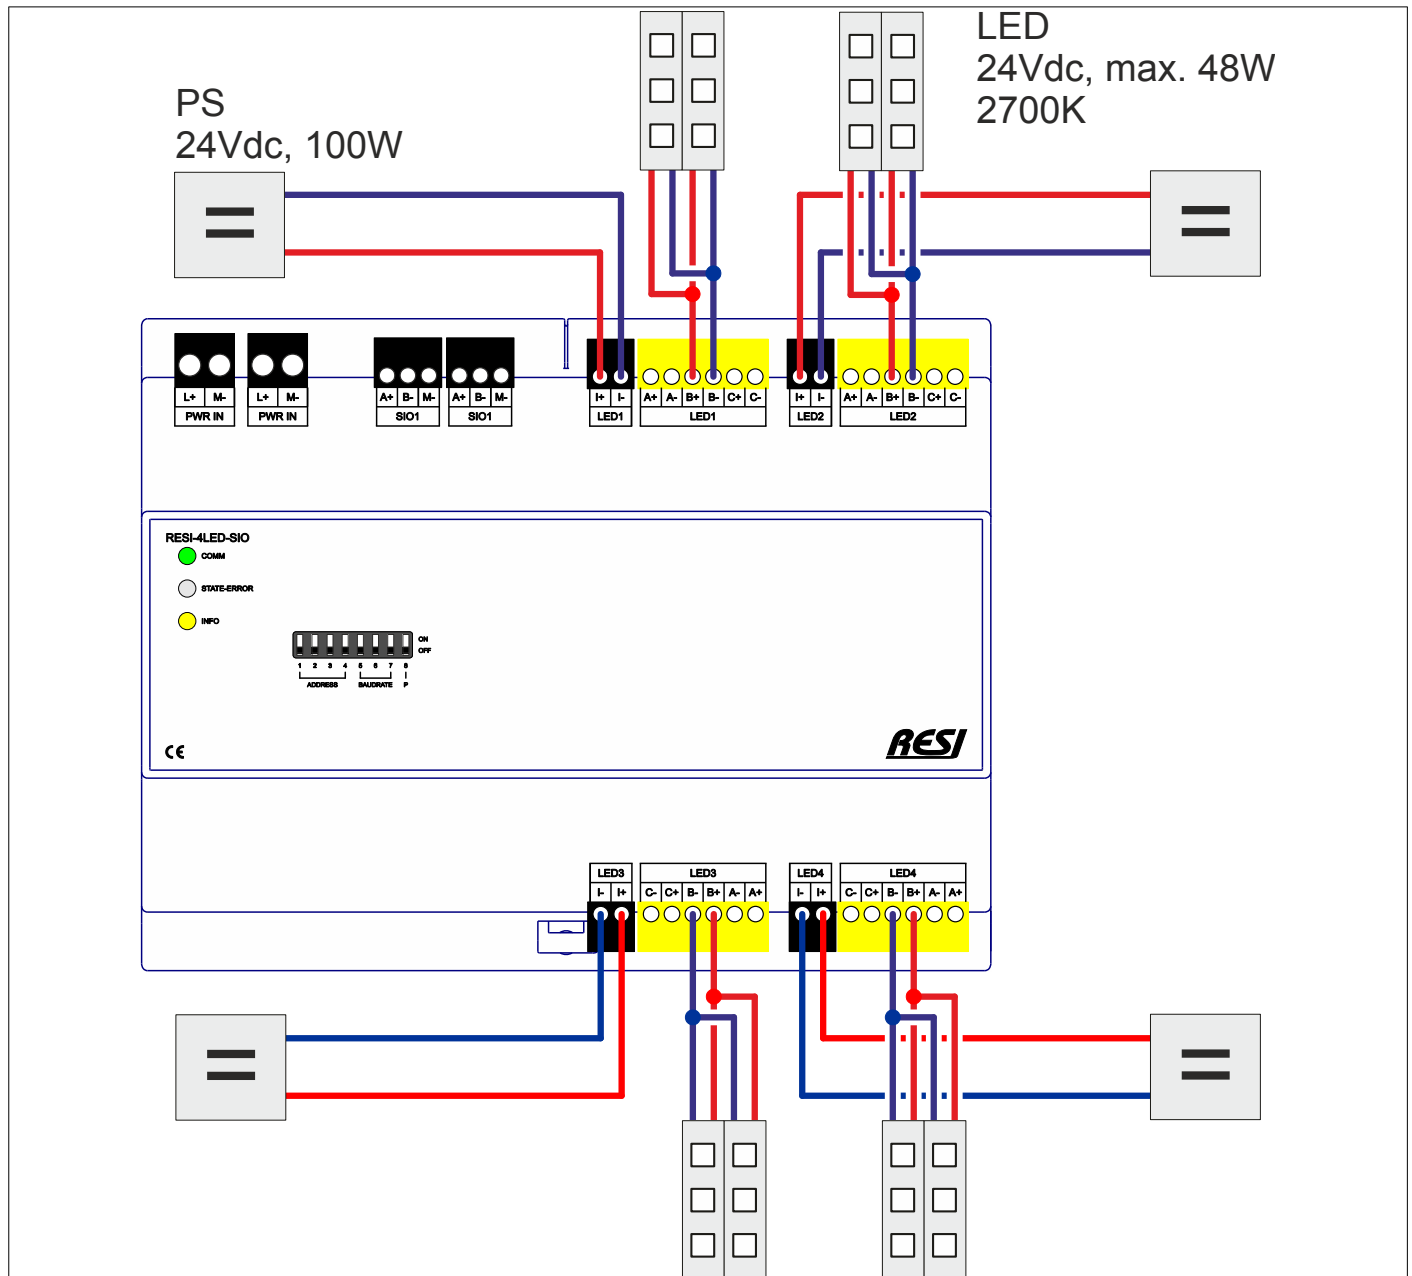 LED
24Vdc, max. 48W
2700K
PS
24Vdc, 100W
L+ M- L+ M- A+ B- M- A+ B- M- I+ I- A+ A- B+ B- C+ C- I+ I- A+ A- B+ B- C+ C-
PWR IN PWR IN SIO1 SIO1 LED1 LED1 LED2 LED2
RESI-4LED-SIO
COMM
STATE-ERROR
INFO
ON
OFF
1 2 3 4 5 6 7 8
ADDRESS BAUDRATE P
CE RESI
LED3 LED3 LED4 LED4
I- I+ C- C+ B- B+ A- A+ I- I+ C- C+ B- B+ A- A+